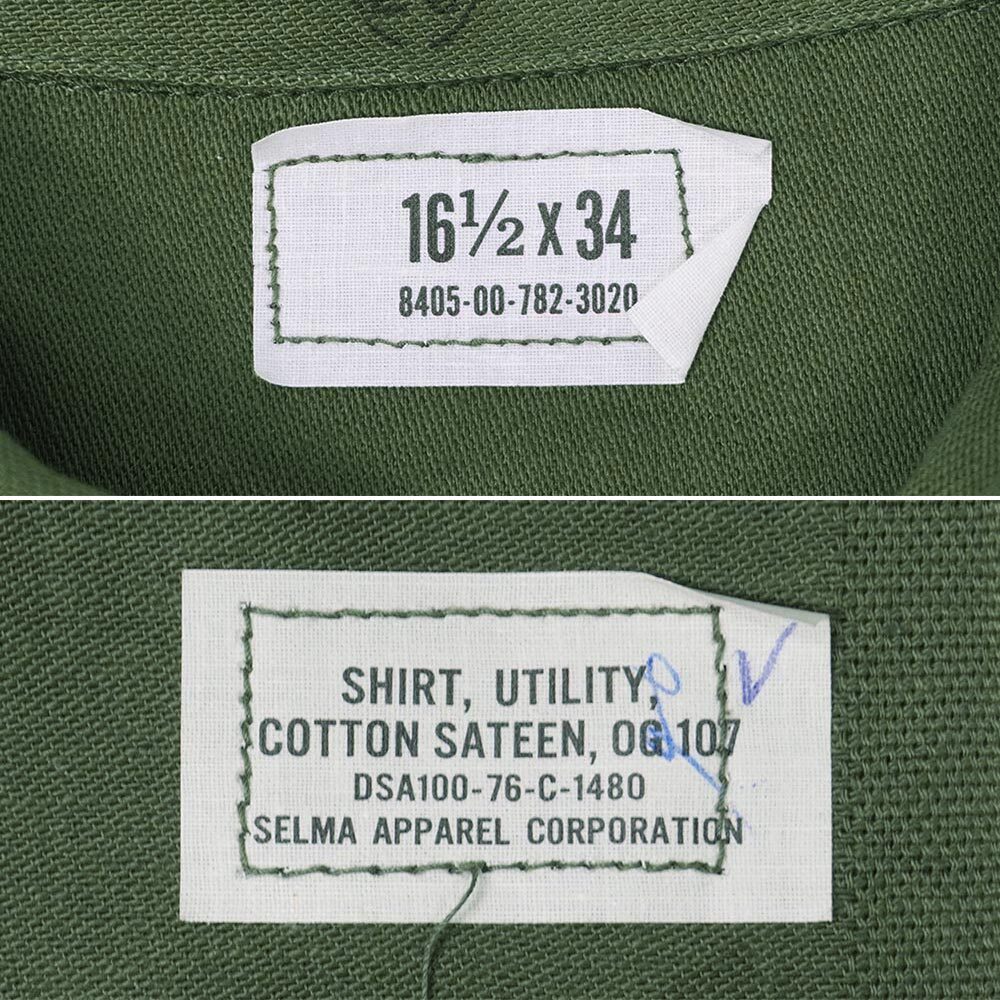 16½ X 34
8405-00-782-3020
SHIRT, UTILITY,
COTTON SATEEN, OG 107
DSA100-76-C-1480
SELMA APPAREL CORPORATION